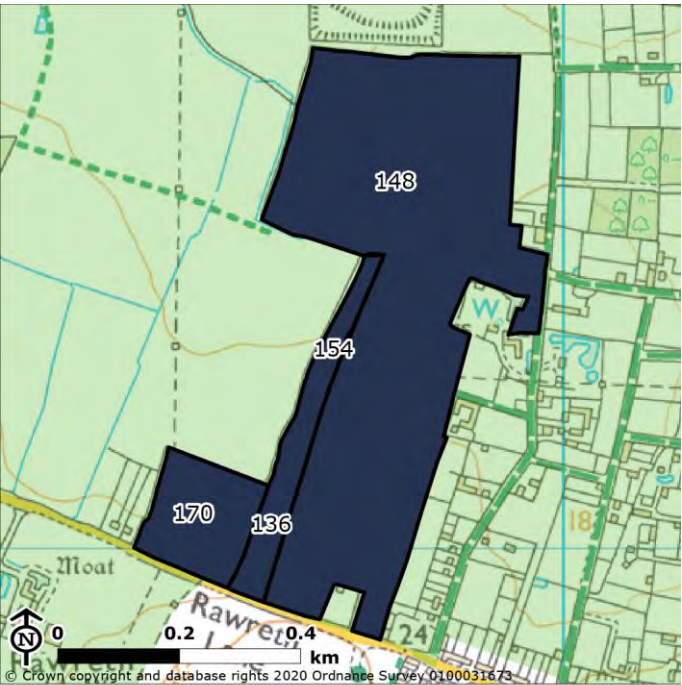 148
W
154
170
136
18
Moat
Rawreth
Lane
24
N
0 0.2 0.4
km
Rawreth
© Crown copyright and database rights 2020 Ordnance Survey 0100031673